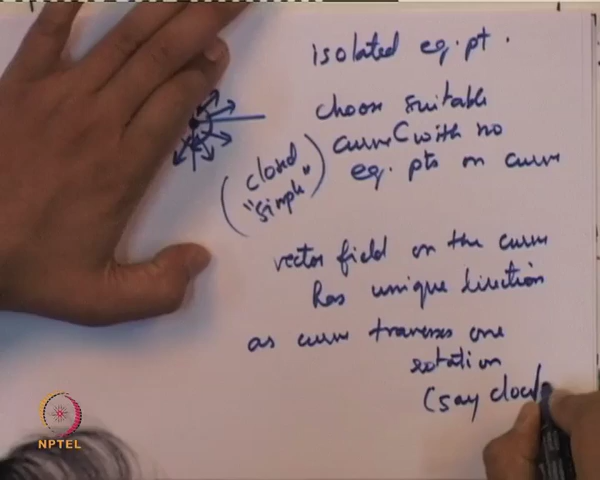 isolated eq. pt.
choose suitable
curve C with no
eq. pts on curve
(closed
"simple")
vector field on the curve
has unique direction
as curve traverses one
rotation
(say clock
NPTEL